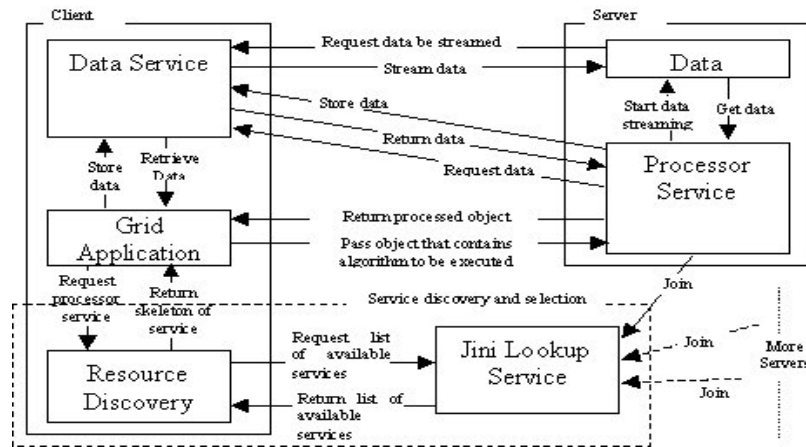 Client
Server
Data Service
Request data be streamed
Stream data
Data
Store data
Return data
Request data
Start data
streaming
Get data
Store
data
Retrieve
Data
Processor
Service
Grid
Application
Return processed object
Pass object that contains
algorithm to be executed
Request
processor
service
Return
skeleton of
service
Service discovery and selection
Join
Resource
Discovery
Request list
of available
services
Return list of
available
services
Jini Lookup
Service
Join
Join
More
Servers